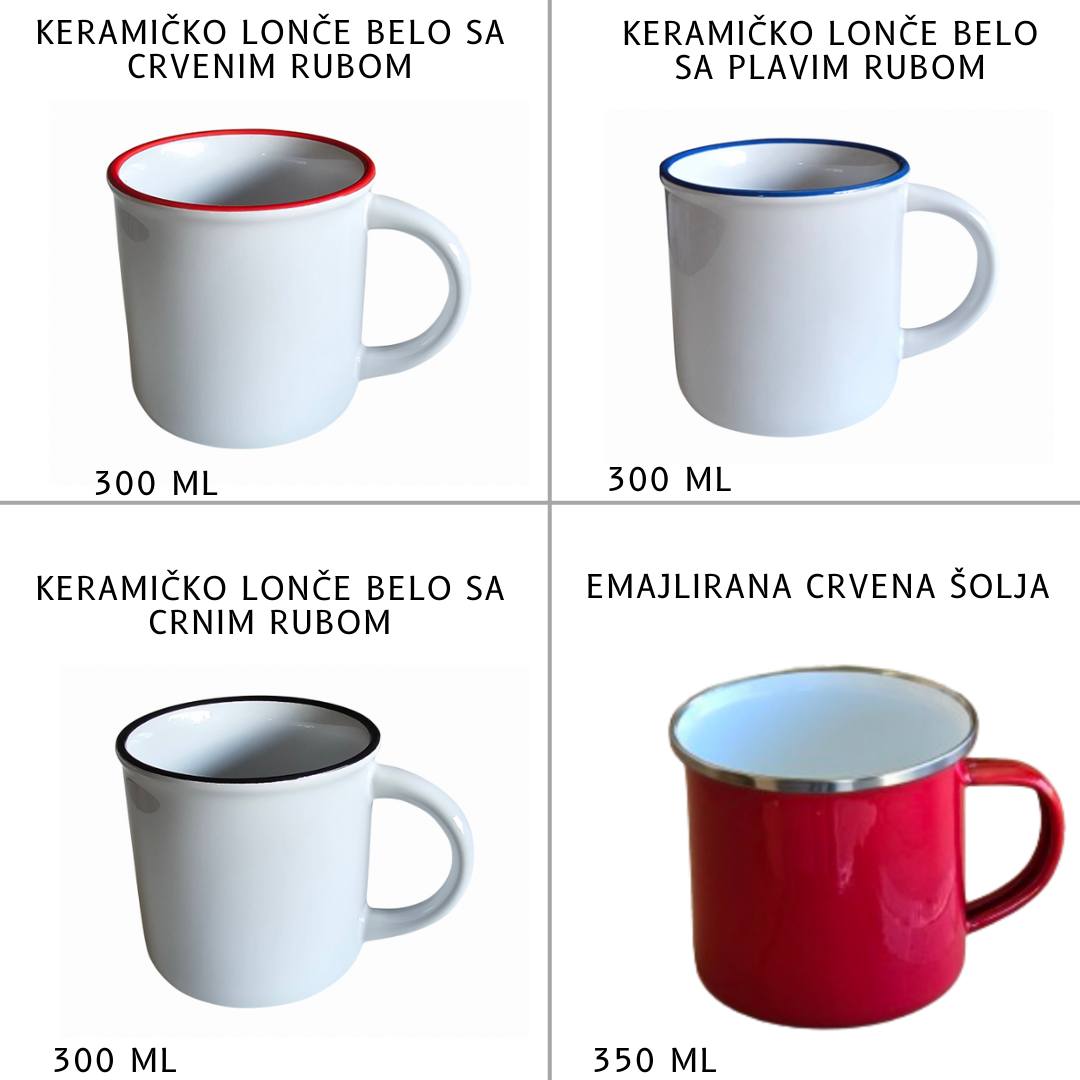 KERAMIČKO LONČE BELO SA
CRVENIM RUBOM
300 ML
KERAMIČKO LONČE BELO
SA PLAVIM RUBOM
300 ML
KERAMIČKO LONČE BELO SA
CRNIM RUBOM
300 ML
EMAJLIRANA CRVENA ŠOLJA
350 ML